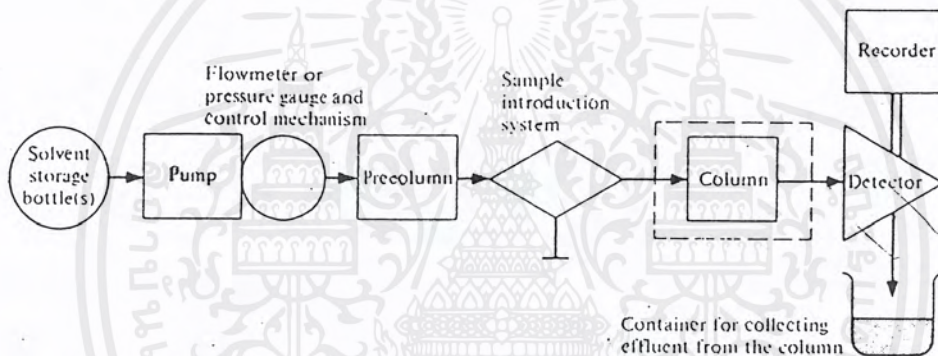 Recorder
Flowmeter or
pressure gauge and
control mechanism
Sample
introduction
system
Solvent
storage
bottle(s)
Pump
Precolumn
Column
Detector
Container for collecting
effluent from the column